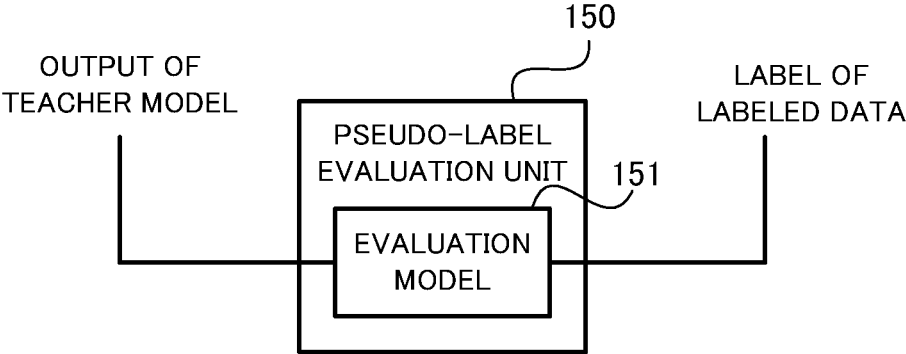 150
OUTPUT OF
TEACHER MODEL
LABEL OF
LABELED DATA
PSEUDO-LABEL
EVALUATION UNIT
151
EVALUATION
MODEL